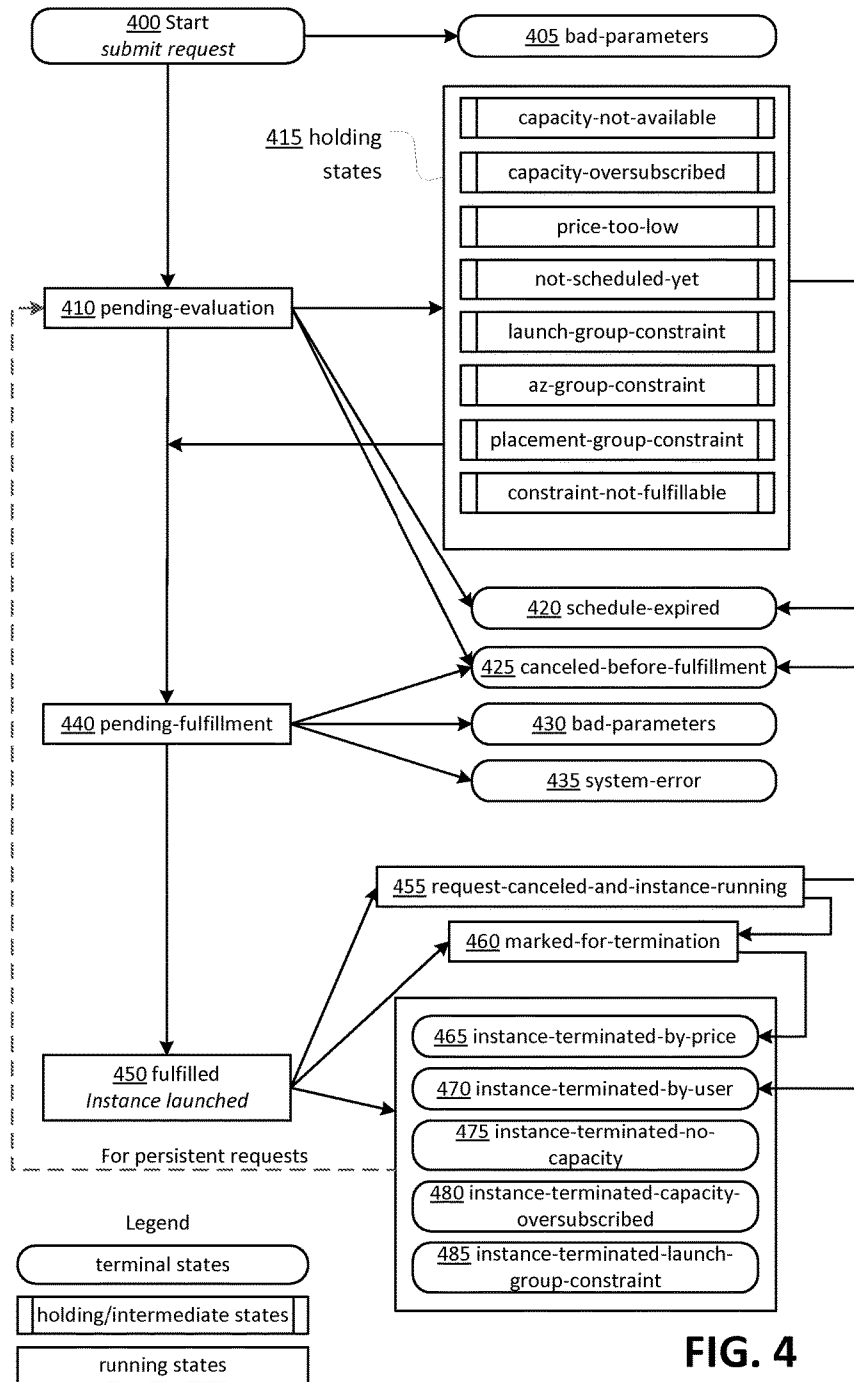 400 Start
submit request
405 bad-parameters
415 holding
states
capacity-not-available
capacity-oversubscribed
price-too-low
not-scheduled-yet
launch-group-constraint
az-group-constraint
placement-group-constraint
constraint-not-fulfillable
410 pending-evaluation
420 schedule-expired
425 canceled-before-fulfillment
440 pending-fulfillment
430 bad-parameters
435 system-error
455 request-canceled-and-instance-running
460 marked-for-termination
465 instance-terminated-by-price
450 fulfilled
Instance launched
470 instance-terminated-by-user
475 instance-terminated-no-
capacity
480 instance-terminated-capacity-
oversubscribed
485 instance-terminated-launch-
group-constraint
For persistent requests
Legend
terminal states
holding/intermediate states
running states
FIG. 4